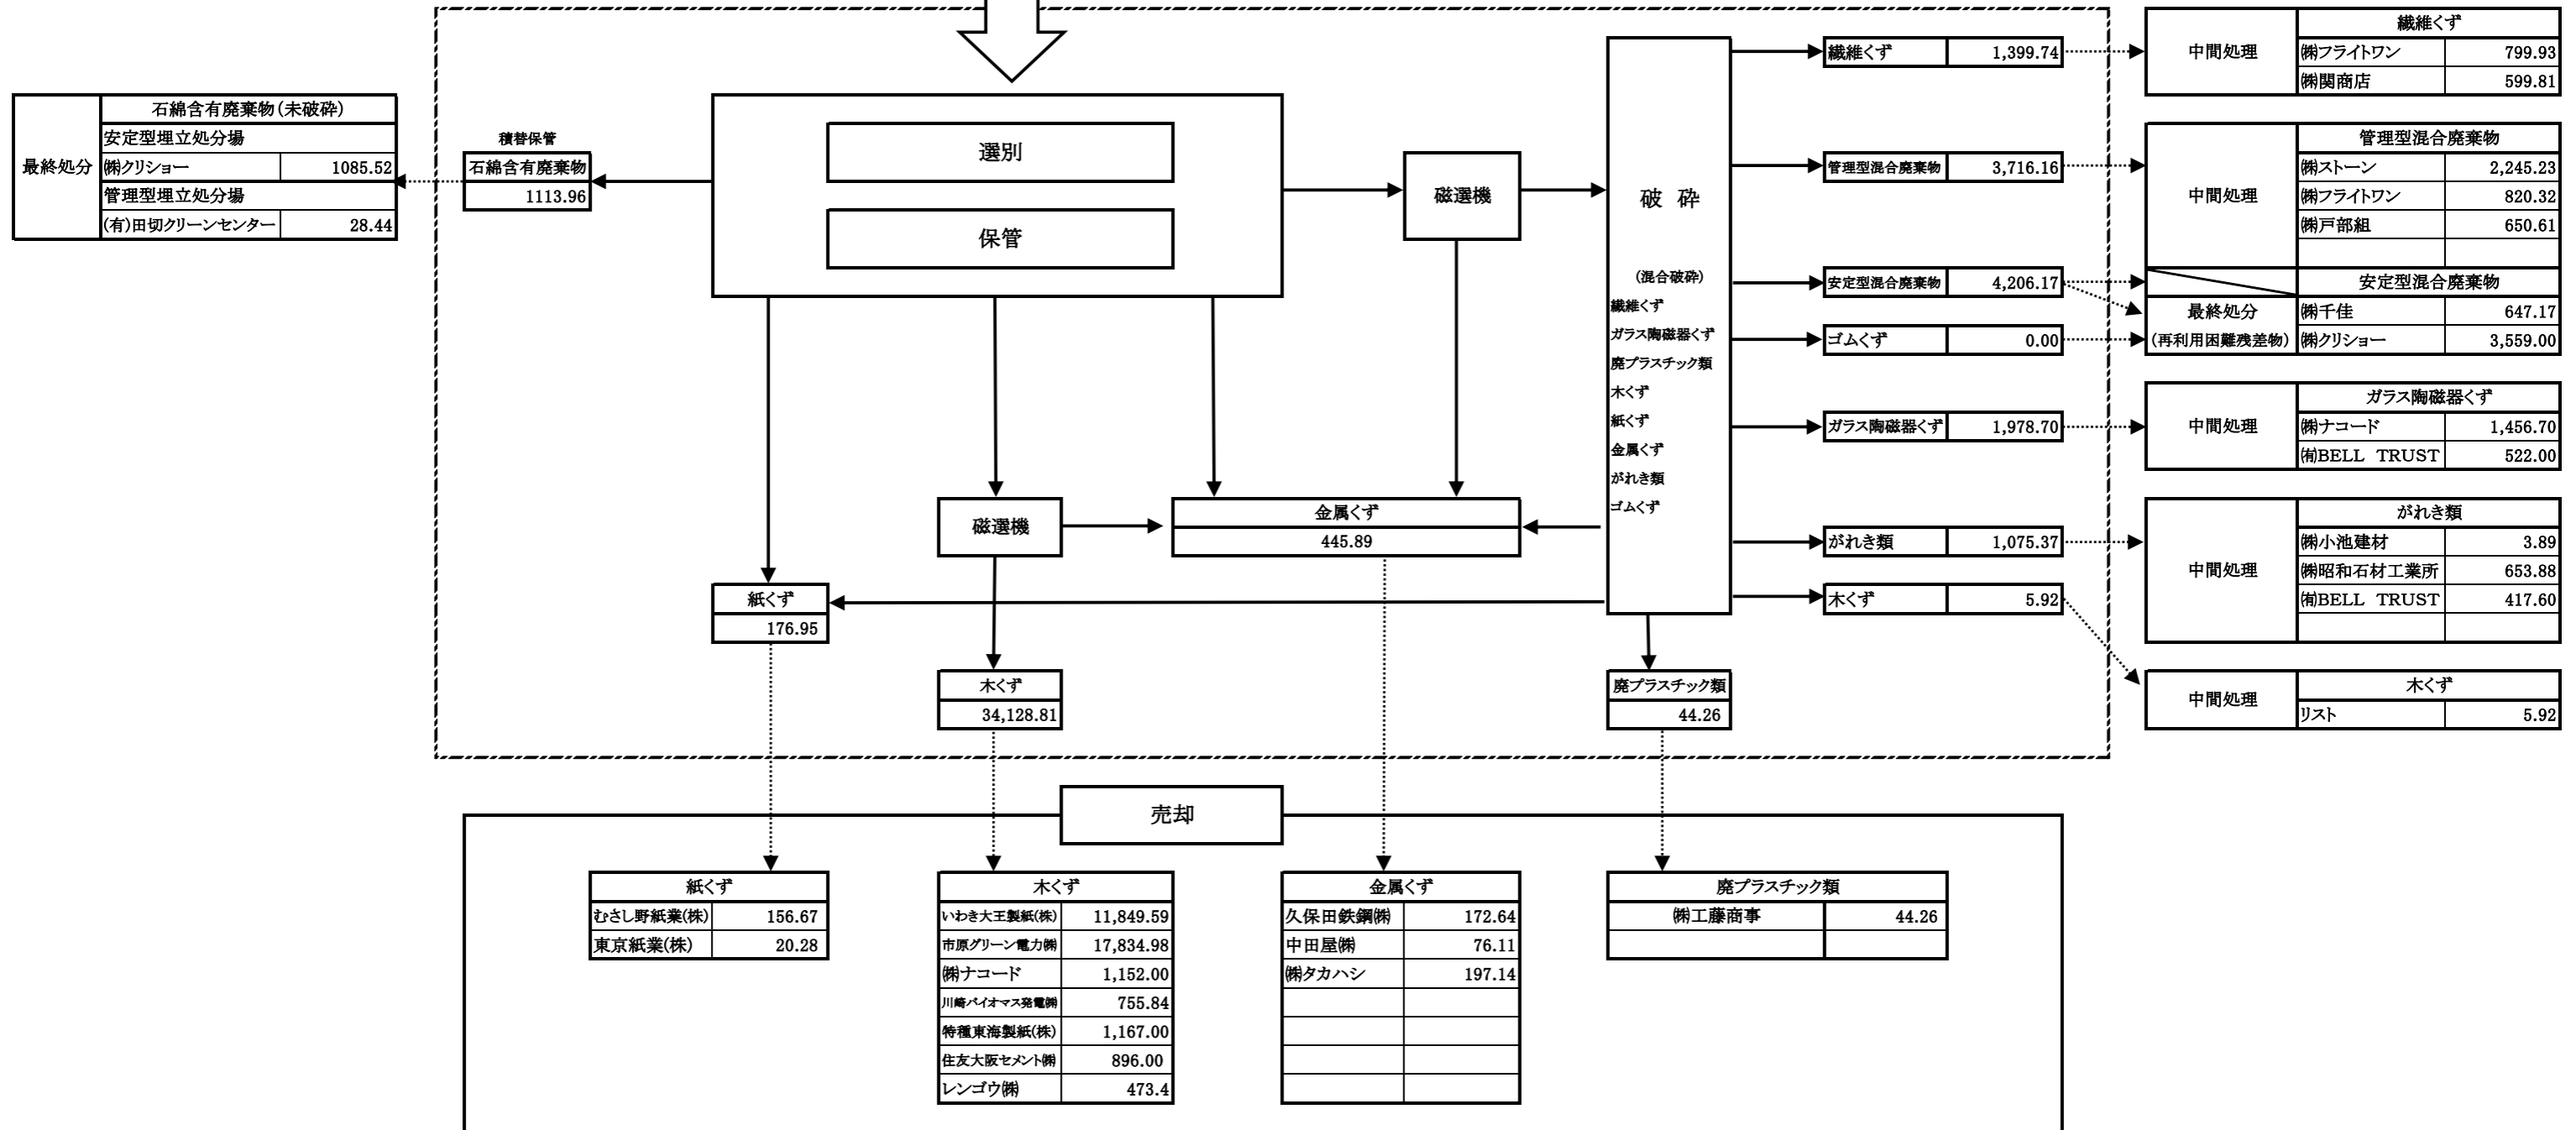 石綿含有廃棄物(未破砕)
最終処分
安定型埋立処分場
㈱クリショー 1085.52
管理型埋立処分場
(有)田切クリーンセンター 28.44
積替保管
石綿含有廃棄物
1113.96
選別
保管
磁選機
破 砕
(混合破砕)
繊維くず
ガラス陶磁器くず
廃プラスチック類
木くず
紙くず
金属くず
がれき類
ゴムくず
繊維くず 1,399.74
管理型混合廃棄物 3,716.16
安定型混合廃棄物 4,206.17
ゴムくず 0.00
ガラス陶磁器くず 1,978.70
がれき類 1,075.37
木くず 5.92
中間処理
繊維くず
㈱フライトワン 799.93
㈱関商店 599.81
中間処理
管理型混合廃棄物
㈱ストーン 2,245.23
㈱フライトワン 820.32
㈱戸部組 650.61
安定型混合廃棄物
最終処分
(再利用困難残差物)
㈱千佳 647.17
㈱クリショー 3,559.00
中間処理
ガラス陶磁器くず
㈱ナコード 1,456.70
㈲BELL TRUST 522.00
中間処理
がれき類
㈱小池建材 3.89
㈱昭和石材工業所 653.88
㈲BELL TRUST 417.60
中間処理
木くず
リスト 5.92
磁選機
金属くず
445.89
紙くず
176.95
木くず
34,128.81
廃プラスチック類
44.26
売却
紙くず
むさし野紙業(株) 156.67
東京紙業(株) 20.28
木くず
いわき大王製紙(株) 11,849.59
市原グリーン電力㈱ 17,834.98
㈱ナコード 1,152.00
川崎バイオマス発電㈱ 755.84
特種東海製紙(株) 1,167.00
住友大阪セメント㈱ 896.00
レンゴウ㈱ 473.4
金属くず
久保田鉄鋼㈱ 172.64
中田屋㈱ 76.11
㈱タカハシ 197.14
廃プラスチック類
㈱工藤商事 44.26